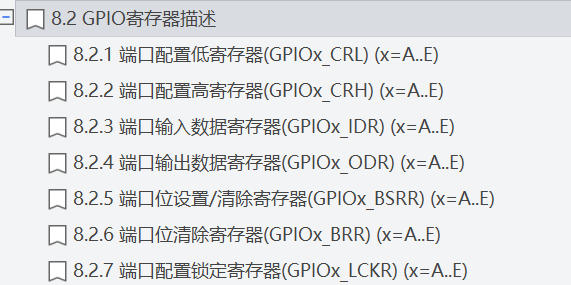 8.2 GPIO寄存器描述
8.2.1 端口配置低寄存器(GPIOx_CRL) (x=A..E)
8.2.2 端口配置高寄存器(GPIOx_CRH) (x=A..E)
8.2.3 端口输入数据寄存器(GPIOx_IDR) (x=A..E)
8.2.4 端口输出数据寄存器(GPIOx_ODR) (x=A..E)
8.2.5 端口位设置/清除寄存器(GPIOx_BSRR) (x=A..E)
8.2.6 端口位清除寄存器(GPIOx_BRR) (x=A..E)
8.2.7 端口配置锁定寄存器(GPIOx_LCKR) (x=A..E)